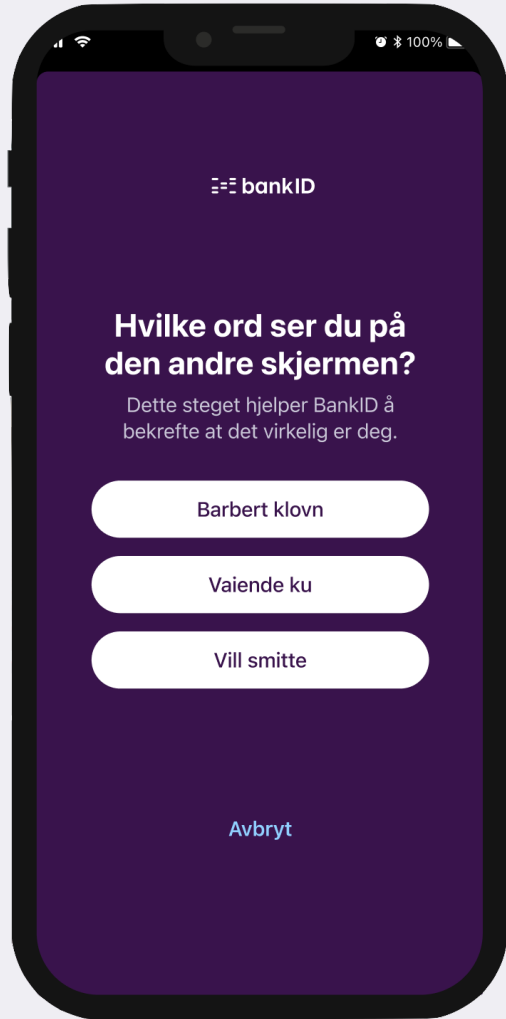 100%
bankID
Hvilke ord ser du på
den andre skjermen?
Dette steget hjelper BankID å
bekrefte at det virkelig er deg.
Barbert klovn
Vaiende ku
Vill smitte
Avbryt